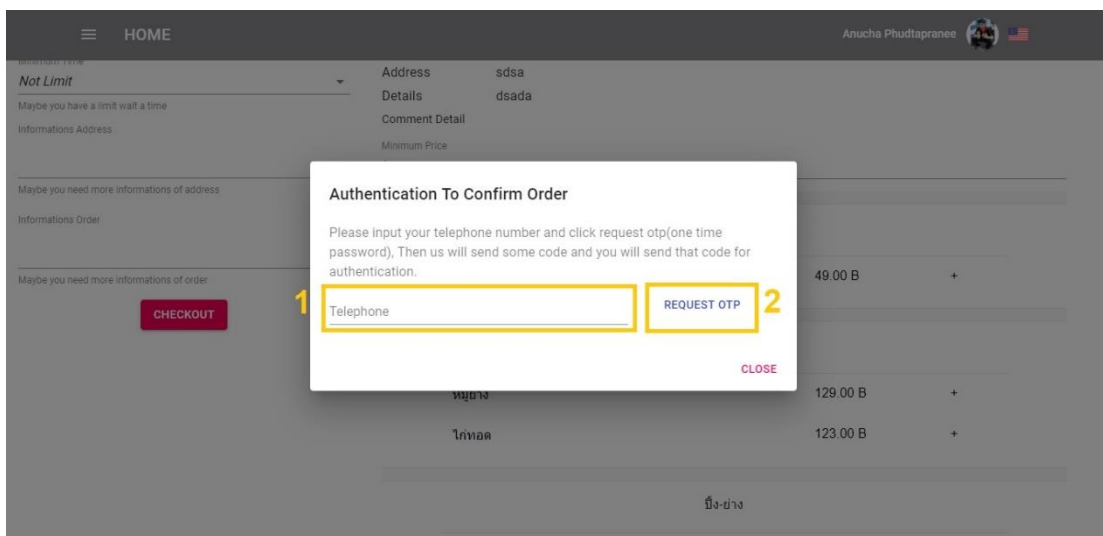 HOME
Anucha Phudtapranee
Minimum Time
Not Limit
Maybe you have a limit wait a time
Informations Address
Maybe you need more informations of address
Informations Order
Maybe you need more informations of order
CHECKOUT
Address sdsa
Details dsada
Comment Detail
Minimum Price
Authentication To Confirm Order
Please input your telephone number and click request otp(one time
password), Then us will send some code and you will send that code for
authentication.
1
Telephone
REQUEST OTP
2
CLOSE
49.00 B +
หมูย่าง 129.00 B +
ไก่ทอด 123.00 B +
ปิ้ง-ย่าง